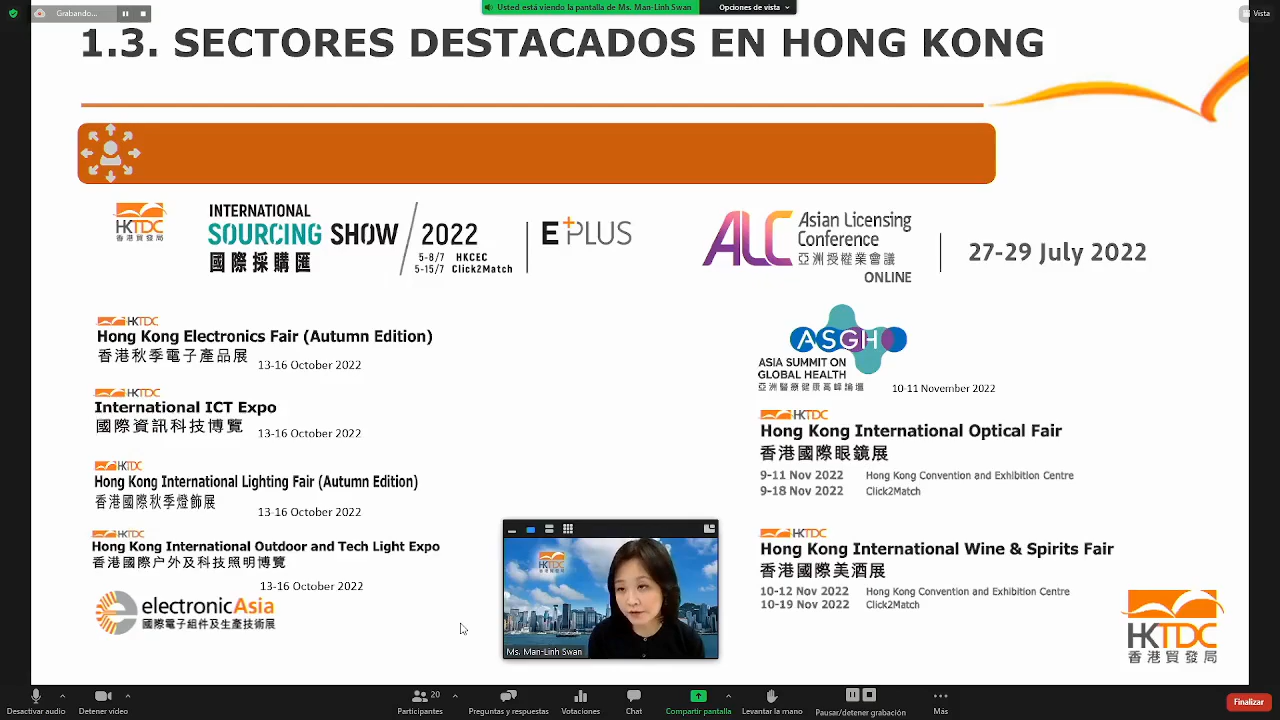 Grabando...
Usted está viendo la pantalla de Ms. Man-Linh Swan
Opciones de vista
Vista
1.3. SECTORES DESTACADOS EN HONG KONG
HKTDC
香港貿發局
INTERNATIONAL
SOURCING SHOW
國際採購匯
2022
5-8/7 HKCEC
5-15/7 Click2Match
E+PLUS
ALC
Asian Licensing
Conference
亞洲授權業會議
ONLINE
27-29 July 2022
HKTDC
Hong Kong Electronics Fair (Autumn Edition)
香港秋季電子產品展
13-16 October 2022
HKTDC
International ICT Expo
國際資訊科技博覽
13-16 October 2022
HKTDC
Hong Kong International Lighting Fair (Autumn Edition)
香港國際秋季燈飾展
13-16 October 2022
HKTDC
Hong Kong International Outdoor and Tech Light Expo
香港國際户外及科技照明博覽
13-16 October 2022
electronicAsia
國際電子組件及生產技術展
ASGH
ASIA SUMMIT ON
GLOBAL HEALTH
亞洲醫療健康高峰論壇
10-11 November 2022
HKTDC
Hong Kong International Optical Fair
香港國際眼鏡展
9-11 Nov 2022 Hong Kong Convention and Exhibition Centre
9-18 Nov 2022 Click2Match
HKTDC
Hong Kong International Wine & Spirits Fair
香港國際美酒展
10-12 Nov 2022 Hong Kong Convention and Exhibition Centre
10-19 Nov 2022 Click2Match
HKTDC
香港貿發局
HKTDC
Ms. Man-Linh Swan
Desactivar audio
Detener vídeo
20
Participantes
Preguntas y respuestas
Votaciones
Chat
Compartir pantalla
Levantar la mano
Pausar/detener grabación
Más
Finalizar